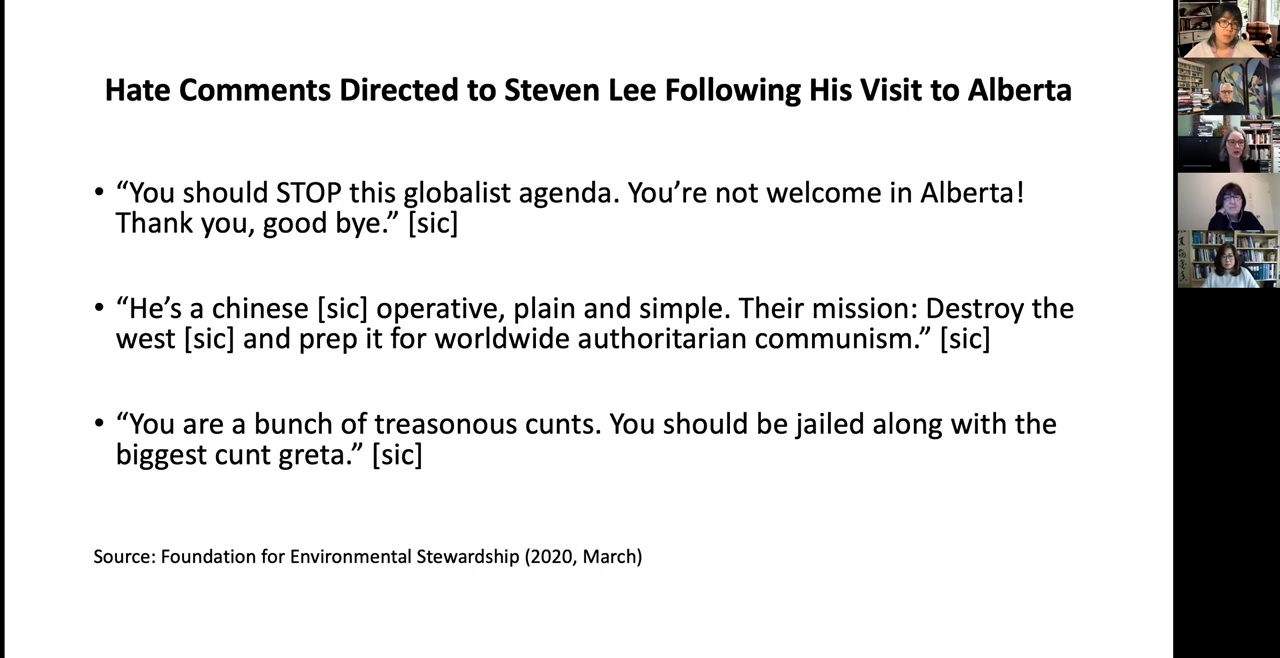 Hate Comments Directed to Steven Lee Following His Visit to Alberta
• “You should STOP this globalist agenda. You’re not welcome in Alberta!
Thank you, good bye.” [sic]
• “He’s a chinese [sic] operative, plain and simple. Their mission: Destroy the
west [sic] and prep it for worldwide authoritarian communism.” [sic]
• “You are a bunch of treasonous cunts. You should be jailed along with the
biggest cunt greta.” [sic]
Source: Foundation for Environmental Stewardship (2020, March)